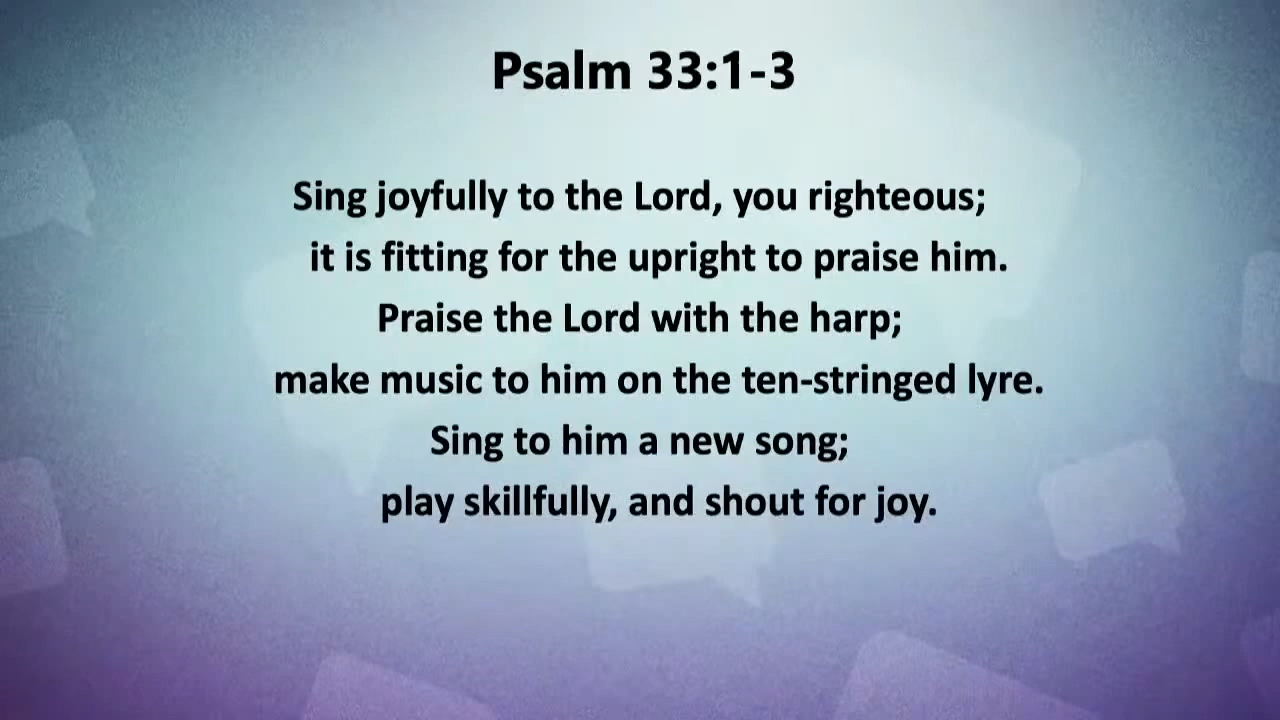 Psalm 33:1-3
Sing joyfully to the Lord, you righteous;
it is fitting for the upright to praise him.
Praise the Lord with the harp;
make music to him on the ten-stringed lyre.
Sing to him a new song;
play skillfully, and shout for joy.